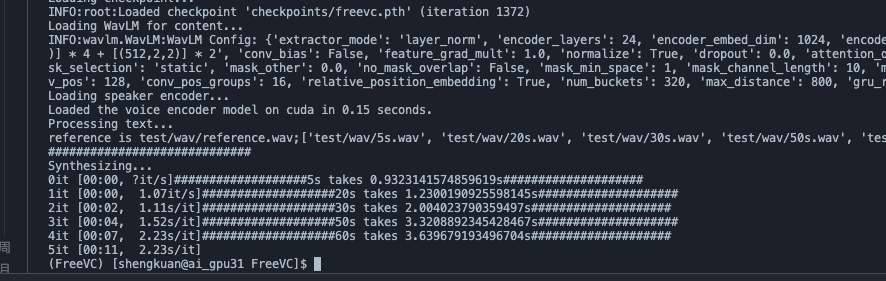 Loading checkpoint...
INFO:root:Loaded checkpoint 'checkpoints/freevc.pth' (iteration 1372)
Loading WavLM for content...
INFO:wavlm.WavLM:WavLM Config: {'extractor_mode': 'layer_norm', 'encoder_layers': 24, 'encoder_embed_dim': 1024, 'encode
)] * 4 + [(512,2,2)] * 2', 'conv_bias': False, 'feature_grad_mult': 1.0, 'normalize': True, 'dropout': 0.0, 'attention_d
sk_selection': 'static', 'mask_other': 0.0, 'no_mask_overlap': False, 'mask_min_space': 1, 'mask_channel_length': 10, 'm
v_pos': 128, 'conv_pos_groups': 16, 'relative_position_embedding': True, 'num_buckets': 320, 'max_distance': 800, 'gru_r
Loading speaker encoder...
Loaded the voice encoder model on cuda in 0.15 seconds.
Processing text...
reference is test/wav/reference.wav;['test/wav/5s.wav', 'test/wav/20s.wav', 'test/wav/30s.wav', 'test/wav/50s.wav', 'tes
#############################
Synthesizing...
0it [00:00, ?it/s]###################5s takes 0.9323141574859619s####################
1it [00:00,  1.07it/s]###################20s takes 1.2300190925598145s####################
2it [00:02,  1.11s/it]###################30s takes 2.004023790359497s####################
3it [00:04,  1.52s/it]###################50s takes 3.3208892345428467s####################
4it [00:07,  2.23s/it]###################60s takes 3.639679193496704s####################
5it [00:11,  2.23s/it]
(FreeVC) [shengkuan@ai_gpu31 FreeVC]$
周
月